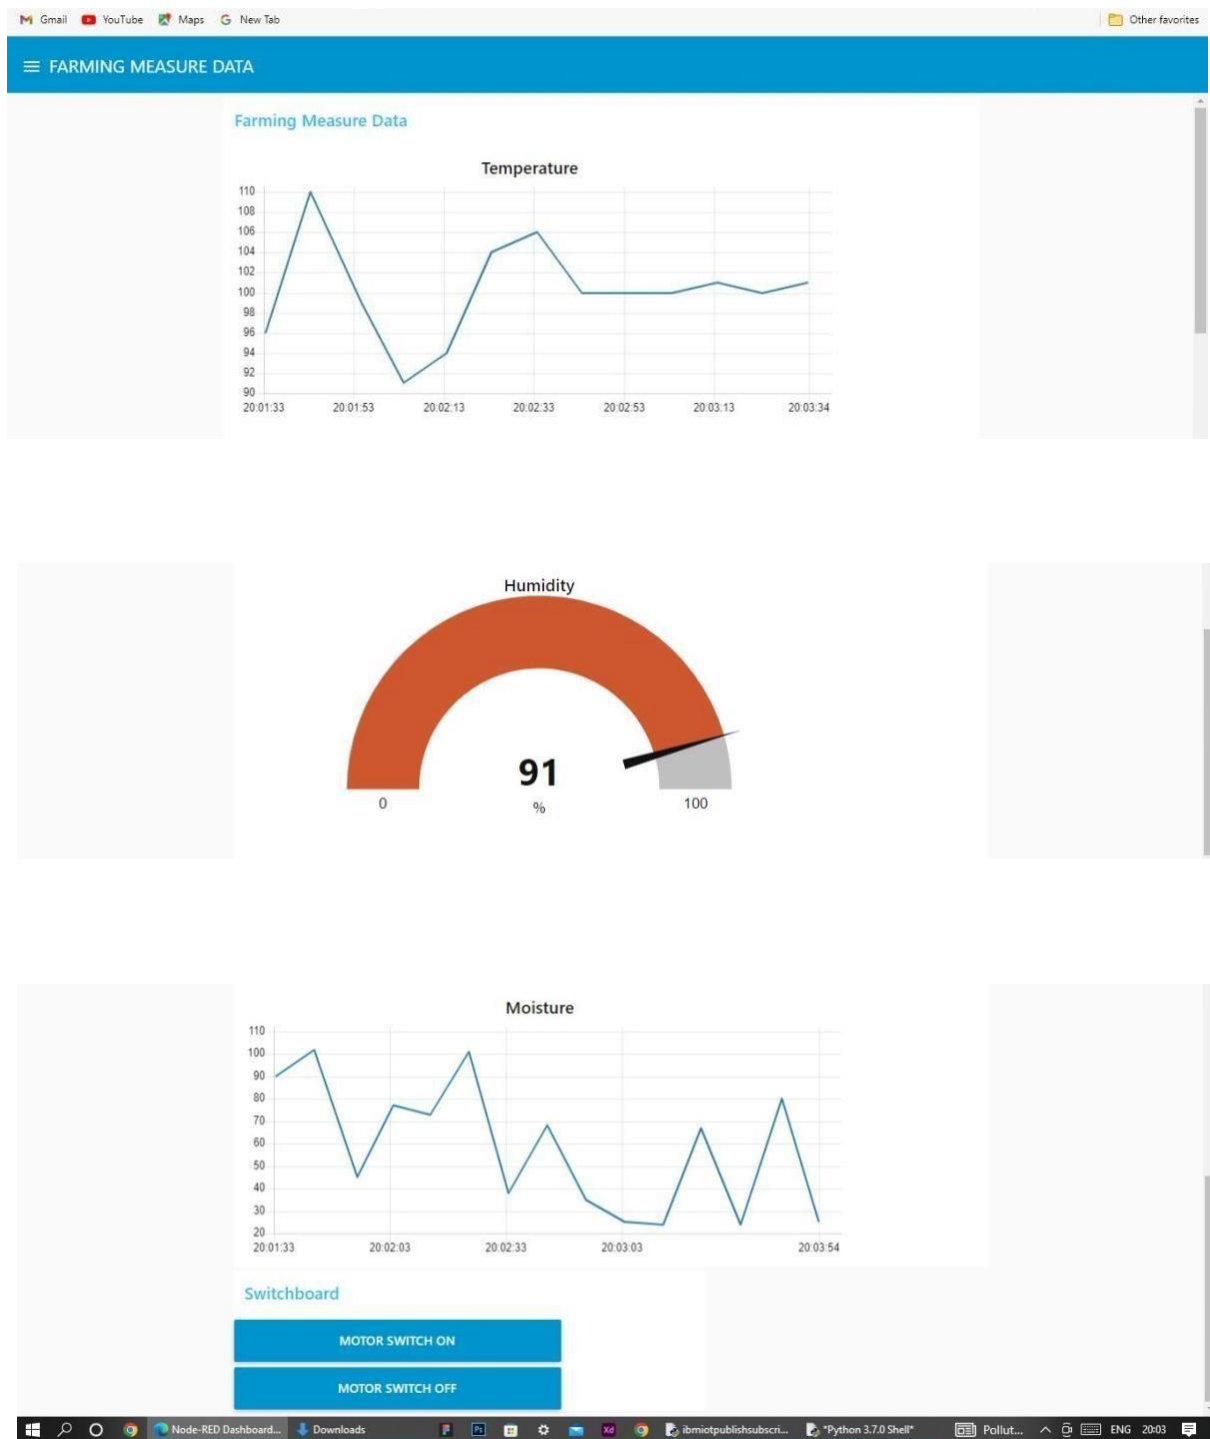 Gmail YouTube Maps New Tab Other favorites
FARMING MEASURE DATA
Farming Measure Data
Temperature
110
108
106
104
102
100
98
96
94
92
90
20:01:33 20:01:53 20:02:13 20:02:33 20:02:53 20:03:13 20:03:34
Humidity
91
0 % 100
Moisture
110
100
90
80
70
60
50
40
30
20
20:01:33 20:02:03 20:02:33 20:03:03 20:03:54
Switchboard
MOTOR SWITCH ON
MOTOR SWITCH OFF
Node-RED Dashboard... Downloads Ps Xd ibmiotpublishsubscri... *Python 3.7.0 Shell* Pollut... ENG 20:03